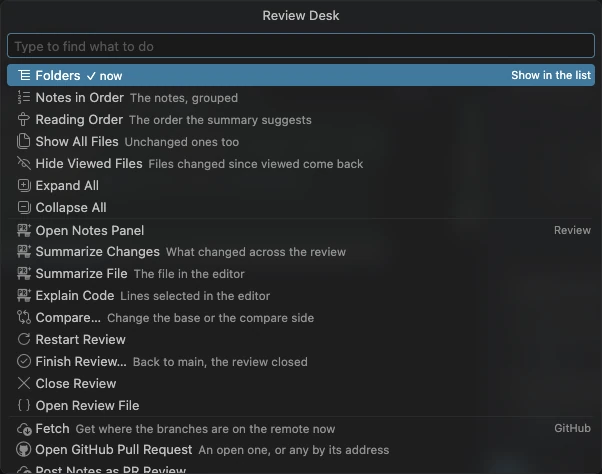 Review Desk
Type to find what to do
Folders ✓ now Show in the list
Notes in Order The notes, grouped
Reading Order The order the summary suggests
Show All Files Unchanged ones too
Hide Viewed Files Files changed since viewed come back
Expand All
Collapse All
Open Notes Panel Review
Summarize Changes What changed across the review
Summarize File The file in the editor
Explain Code Lines selected in the editor
Compare... Change the base or the compare side
Restart Review
Finish Review... Back to main, the review closed
Close Review
Open Review File
Fetch Get where the branches are on the remote now GitHub
Open GitHub Pull Request An open one, or any by its address
Post Notes as PR Review